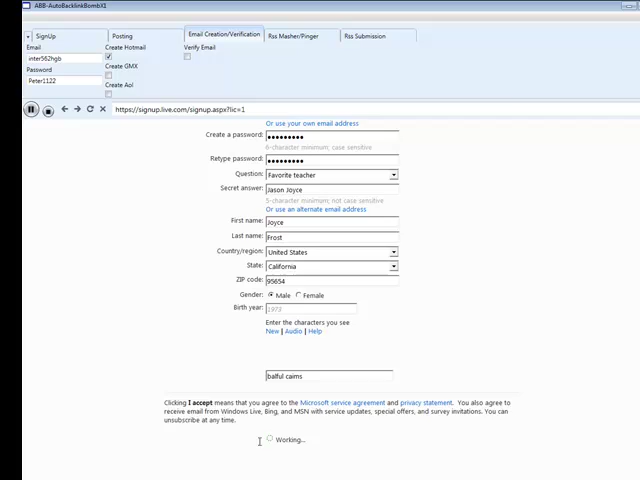 ABB-AutoBacklinkBombX1
SignUp
Posting
Email Creation/Verification
Rss Masher/Pinger
Rss Submission
Email
Create Hotmail
Verify Email
inter562hgb
Create GMX
Password
Peter1122
Create Aol
https://signup.live.com/signup.aspx?lic=1
Or use your own email address
Create a password: •••••••••
6-character minimum; case sensitive
Retype password: •••••••••
Question: Favorite teacher
Secret answer: Jason Joyce
5-character minimum; not case sensitive
Or use an alternate email address
First name: Joyce
Last name: Frost
Country/region: United States
State: California
ZIP code: 95654
Gender: Male Female
Birth year: 1973
Enter the characters you see
New | Audio | Help
balful caims
Clicking I accept means that you agree to the Microsoft service agreement and privacy statement. You also agree to
receive email from Windows Live, Bing, and MSN with service updates, special offers, and survey invitations. You can
unsubscribe at any time.
Working...